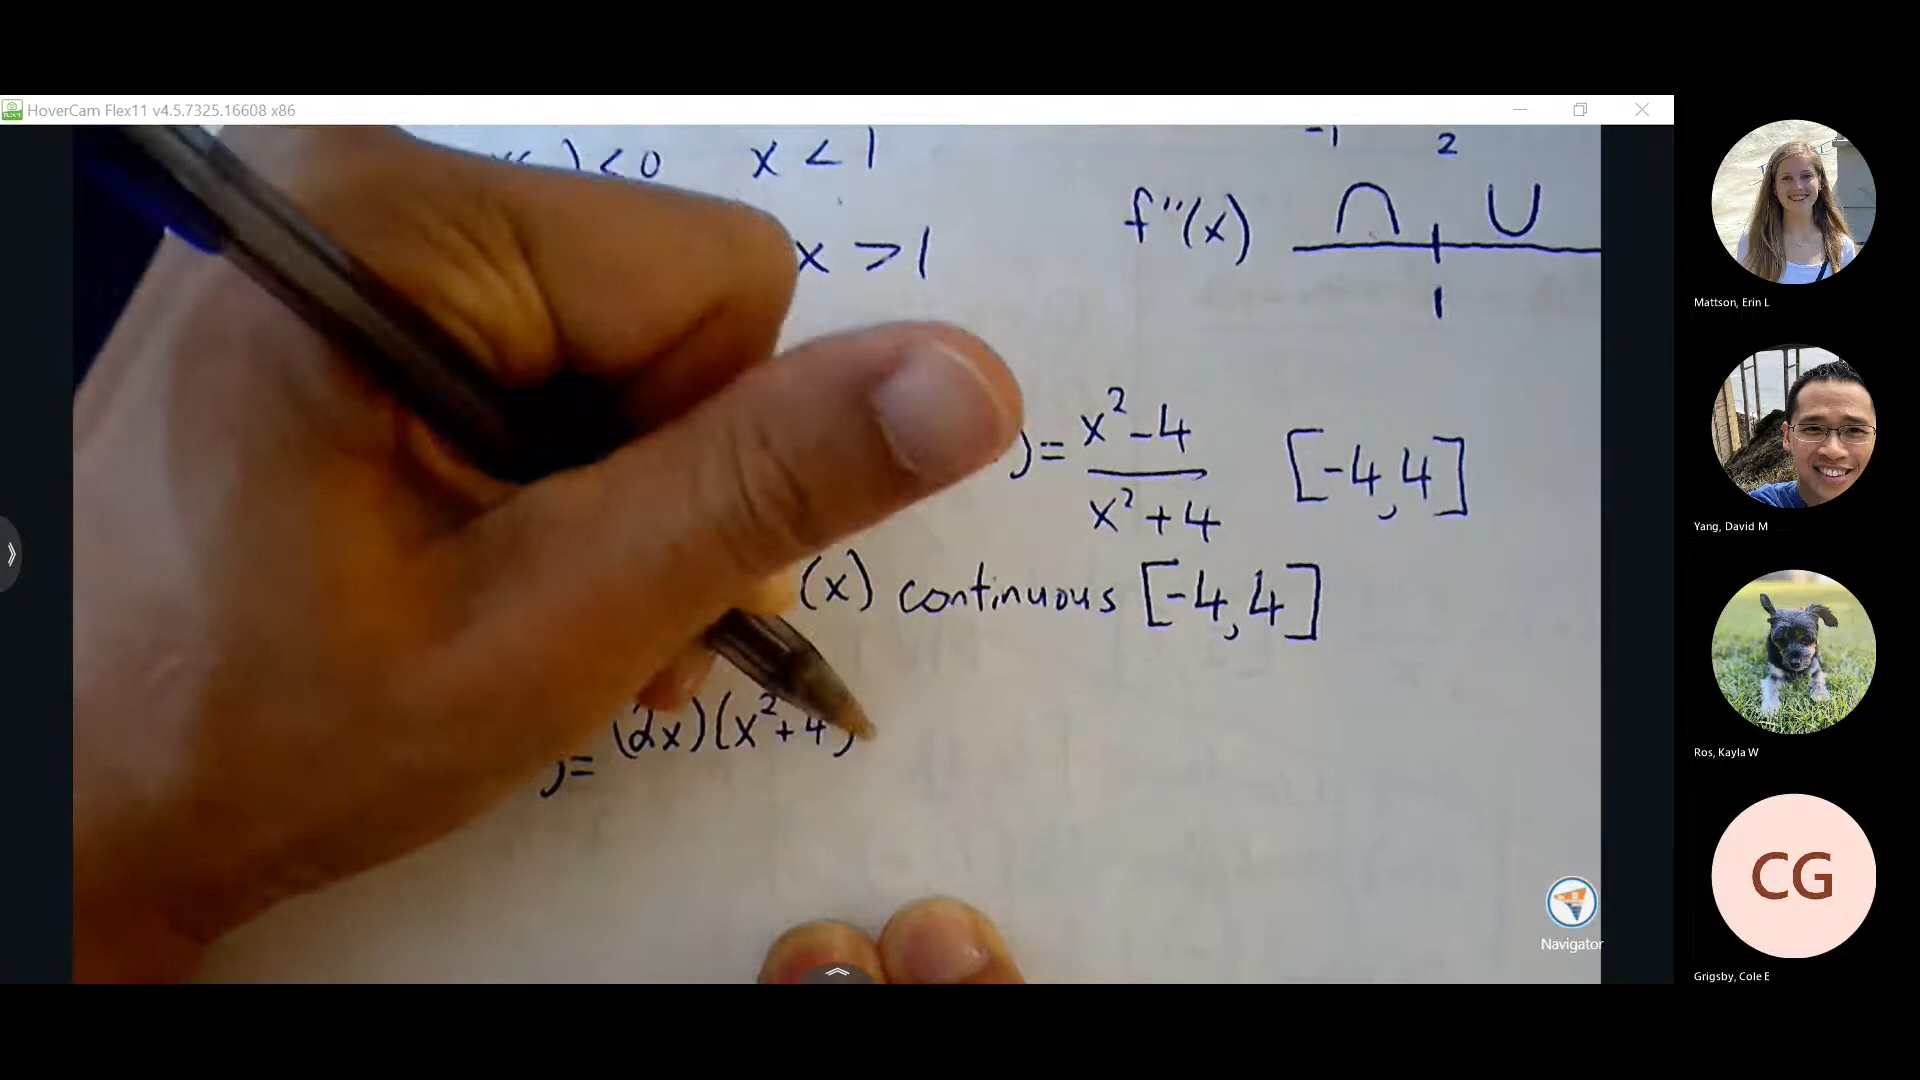 HoverCam Flex11 v4.5.7325.16608 x86
-1 2
) < 0 x < 1
f''(x) ∩ ∪
x > 1
1
) = x² - 4 / x² + 4 [-4, 4]
(x) continuous [-4, 4]
) = (2x)(x² + 4)
Navigator
Mattson, Erin L
Yang, David M
Ros, Kayla W
CG
Grigsby, Cole E